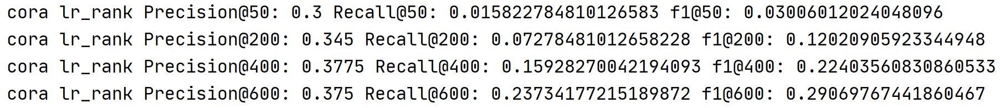 cora lr_rank Precision@50: 0.3 Recall@50: 0.015822784810126583 f1@50: 0.03006012024048096
cora lr_rank Precision@200: 0.345 Recall@200: 0.07278481012658228 f1@200: 0.12020905923344948
cora lr_rank Precision@400: 0.3775 Recall@400: 0.15928270042194093 f1@400: 0.22403560830860533
cora lr_rank Precision@600: 0.375 Recall@600: 0.23734177215189872 f1@600: 0.29069767441860467